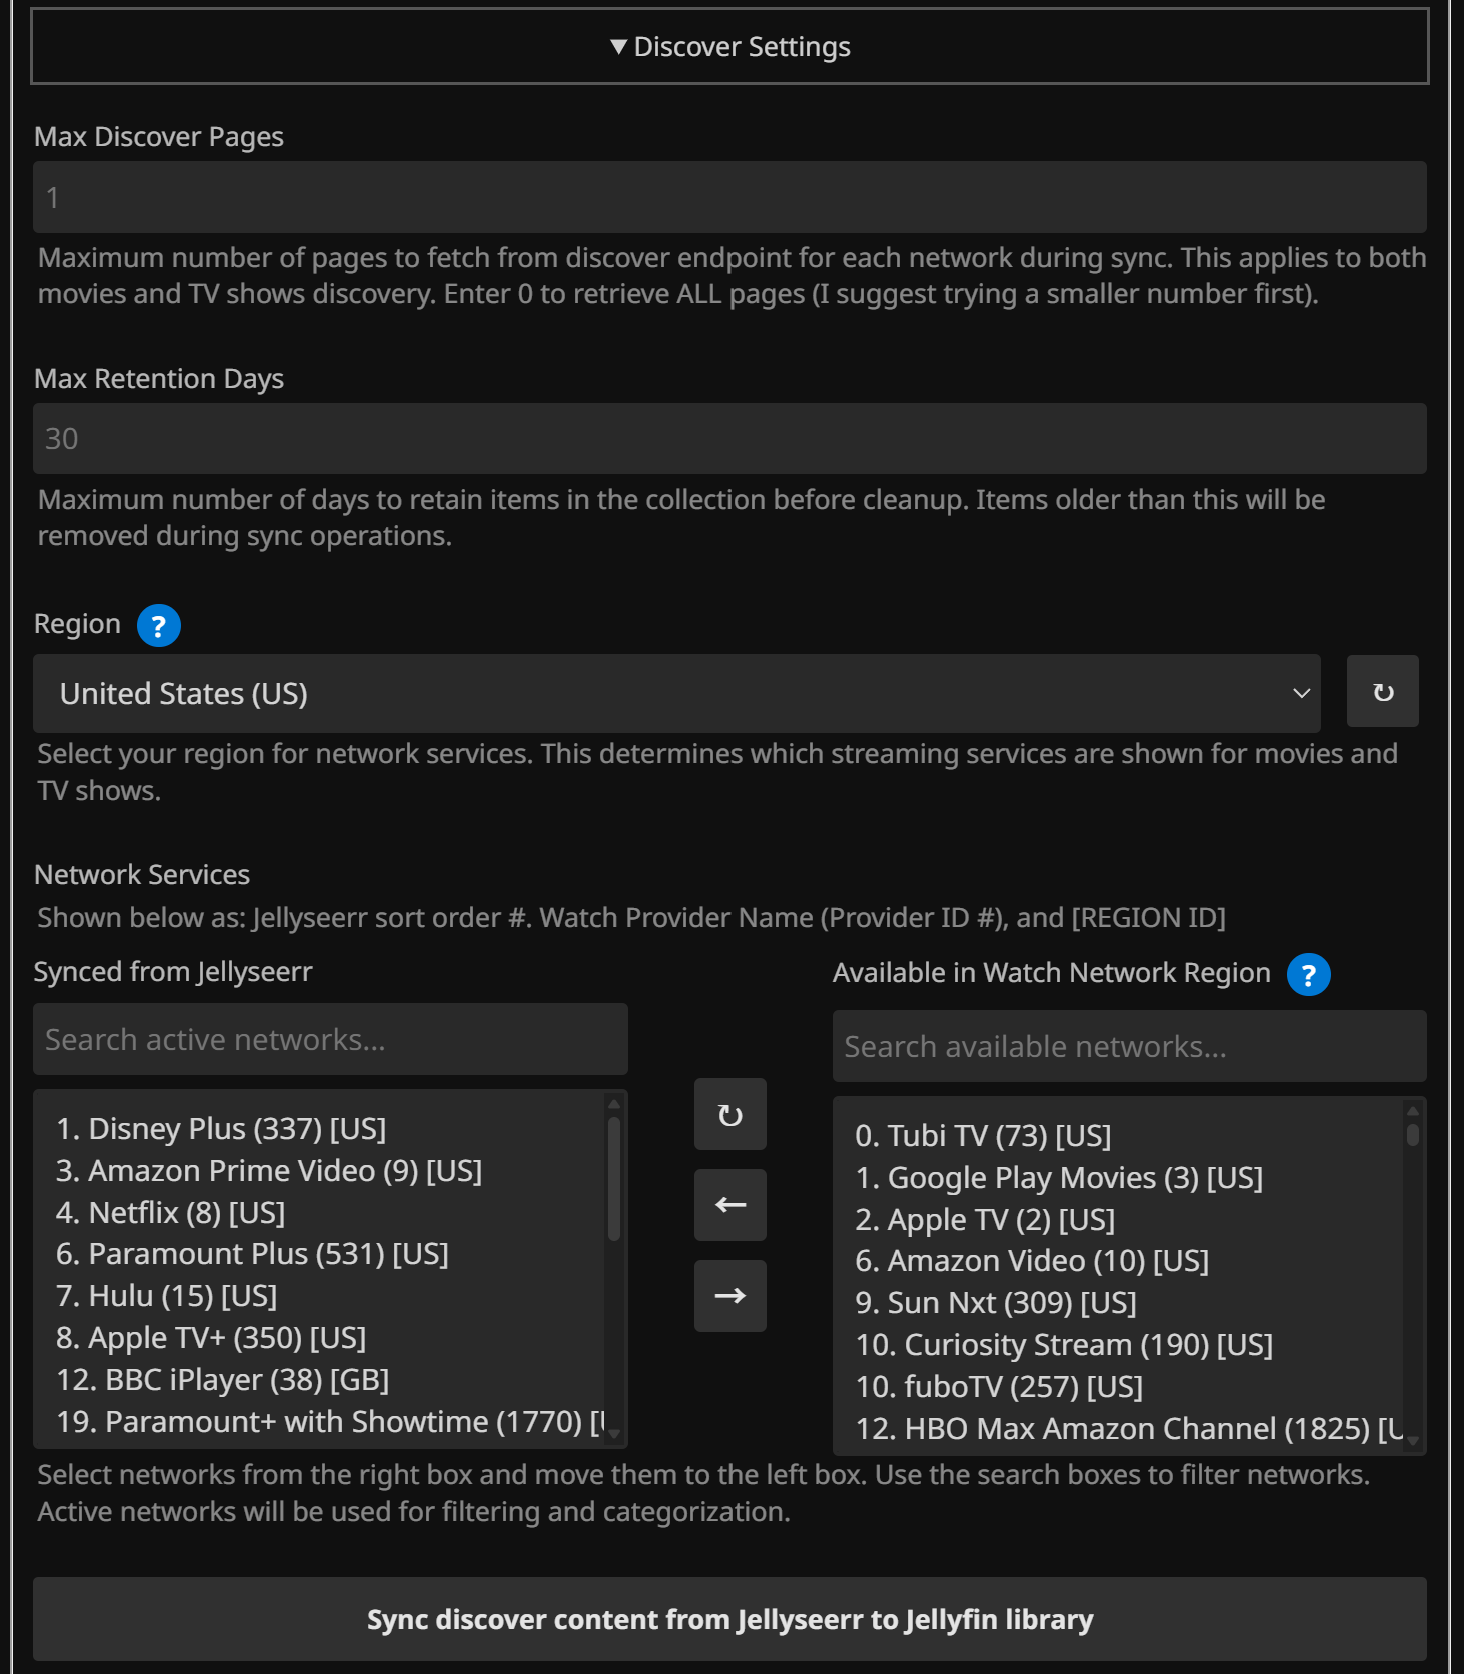 ▼ Discover Settings
Max Discover Pages
1
Maximum number of pages to fetch from discover endpoint for each network during sync. This applies to both
movies and TV shows discovery. Enter 0 to retrieve ALL pages (I suggest trying a smaller number first).
Max Retention Days
30
Maximum number of days to retain items in the collection before cleanup. Items older than this will be
removed during sync operations.
Region ?
United States (US)
↻
Select your region for network services. This determines which streaming services are shown for movies and
TV shows.
Network Services
Shown below as: Jellyseerr sort order #. Watch Provider Name (Provider ID #), and [REGION ID]
Synced from Jellyseerr
Search active networks...
1. Disney Plus (337) [US]
3. Amazon Prime Video (9) [US]
4. Netflix (8) [US]
6. Paramount Plus (531) [US]
7. Hulu (15) [US]
8. Apple TV+ (350) [US]
12. BBC iPlayer (38) [GB]
19. Paramount+ with Showtime (1770) [U
↻
←
→
Available in Watch Network Region ?
Search available networks...
0. Tubi TV (73) [US]
1. Google Play Movies (3) [US]
2. Apple TV (2) [US]
6. Amazon Video (10) [US]
9. Sun Nxt (309) [US]
10. Curiosity Stream (190) [US]
10. fuboTV (257) [US]
12. HBO Max Amazon Channel (1825) [U
Select networks from the right box and move them to the left box. Use the search boxes to filter networks.
Active networks will be used for filtering and categorization.
Sync discover content from Jellyseerr to Jellyfin library